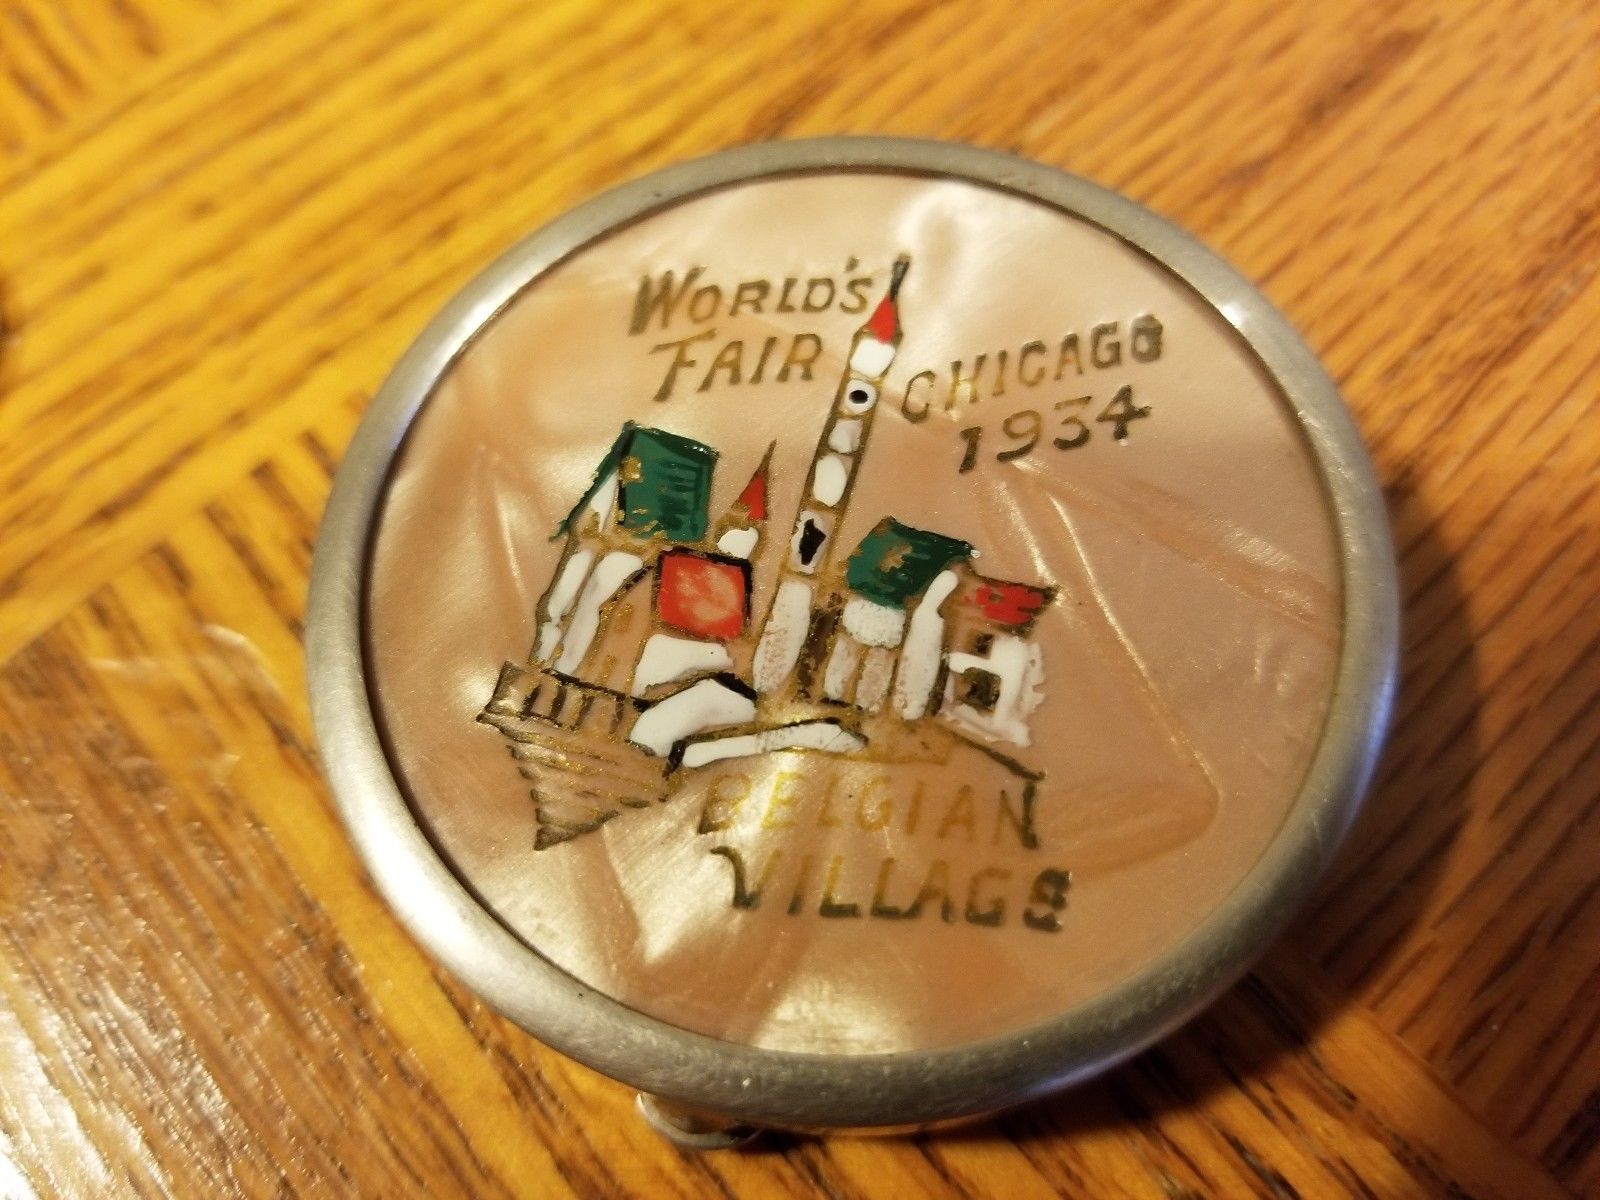 WORLD'S
FAIR
CHICAGO
1934
BELGIAN
VILLAGE